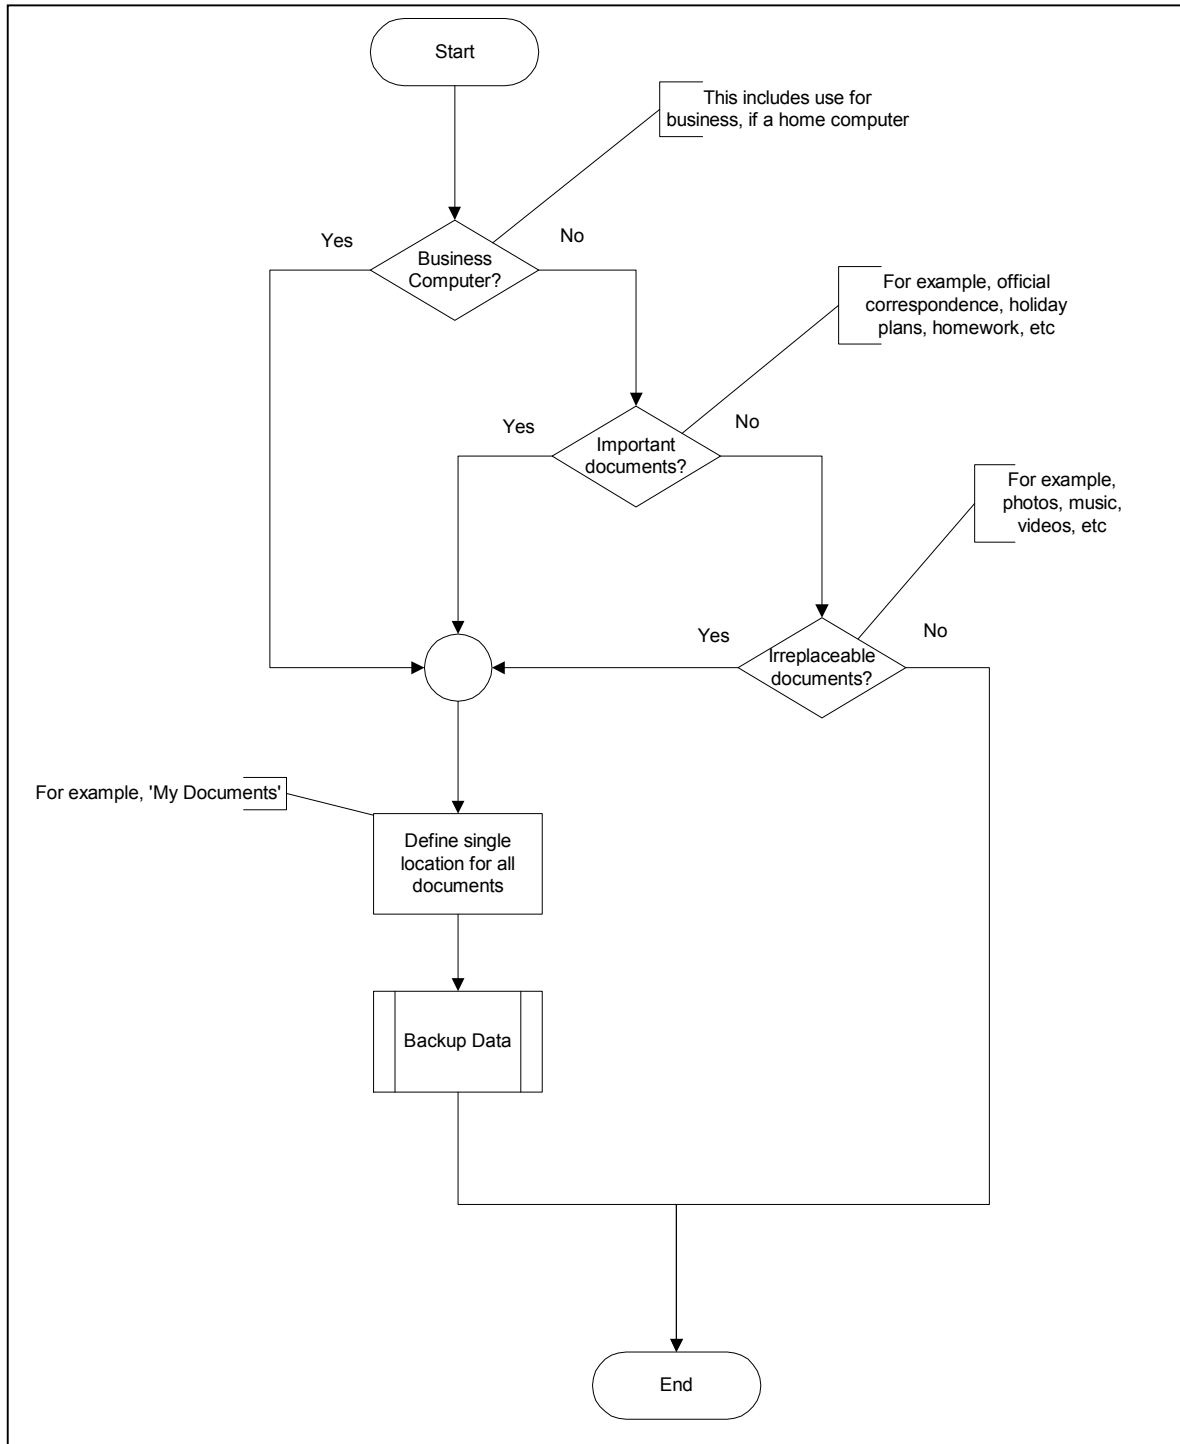 Start
This includes use for
business, if a home computer
Yes
No
Business
Computer?
For example, official
correspondence, holiday
plans, homework, etc
Yes
No
Important
documents?
For example,
photos, music,
videos, etc
Yes
No
Irreplaceable
documents?
For example, 'My Documents'
Define single
location for all
documents
Backup Data
End